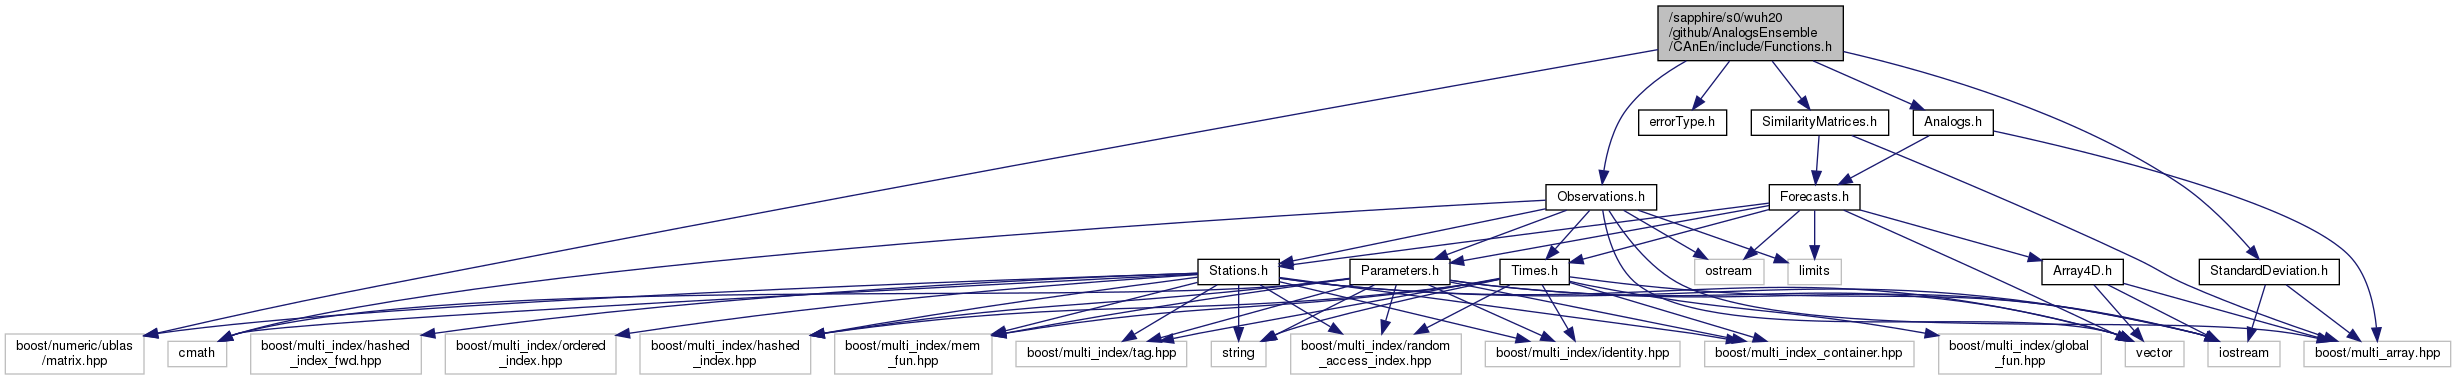 /sapphire/s0/wuh20
/github/AnalogsEnsemble
/CAnEn/include/Functions.h
errorType.h
SimilarityMatrices.h
Analogs.h
Observations.h
Forecasts.h
Stations.h
Parameters.h
Times.h
ostream
limits
Array4D.h
StandardDeviation.h
boost/numeric/ublas
/matrix.hpp
cmath
boost/multi_index/hashed
_index_fwd.hpp
boost/multi_index/ordered
_index.hpp
boost/multi_index/hashed
_index.hpp
boost/multi_index/mem
_fun.hpp
boost/multi_index/tag.hpp
string
boost/multi_index/random
_access_index.hpp
boost/multi_index/identity.hpp
boost/multi_index_container.hpp
boost/multi_index/global
_fun.hpp
vector
iostream
boost/multi_array.hpp